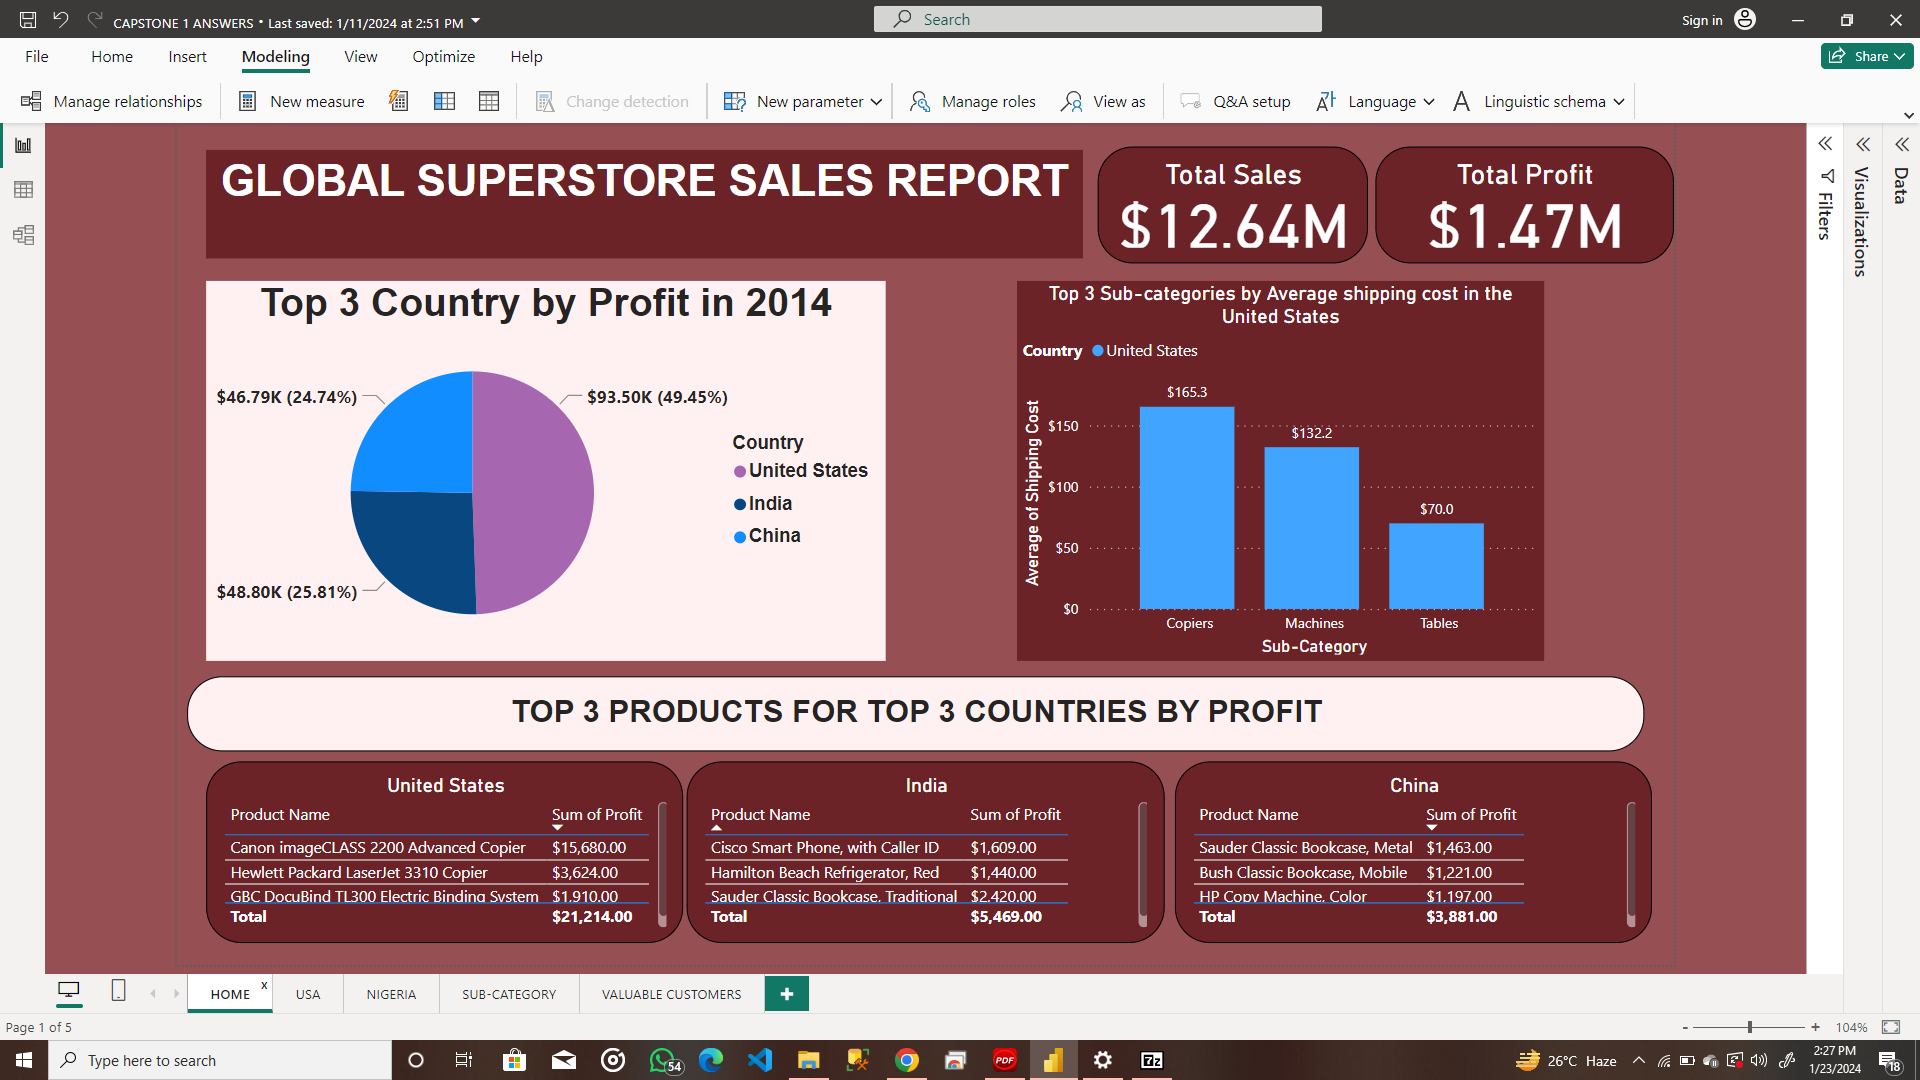 CAPSTONE 1 ANSWERS • Last saved: 1/11/2024 at 2:51 PM
Search
Sign in
File Home Insert Modeling View Optimize Help
Share
Manage relationships New measure Change detection New parameter Manage roles View as Q&A setup Language Linguistic schema
GLOBAL SUPERSTORE SALES REPORT
Total Sales
$12.64M
Total Profit
$1.47M
Filters
Visualizations
Data
Top 3 Country by Profit in 2014
$46.79K (24.74%)
$93.50K (49.45%)
$48.80K (25.81%)
Country
United States
India
China
Top 3 Sub-categories by Average shipping cost in the
United States
Country United States
Average of Shipping Cost
$150
$100
$50
$0
$165.3
$132.2
$70.0
Copiers Machines Tables
Sub-Category
TOP 3 PRODUCTS FOR TOP 3 COUNTRIES BY PROFIT
United States
Product Name Sum of Profit
Canon imageCLASS 2200 Advanced Copier $15,680.00
Hewlett Packard LaserJet 3310 Copier $3,624.00
GBC DocuBind TL300 Electric Binding System $1,910.00
Total $21,214.00
India
Product Name Sum of Profit
Cisco Smart Phone, with Caller ID $1,609.00
Hamilton Beach Refrigerator, Red $1,440.00
Sauder Classic Bookcase, Traditional $2,420.00
Total $5,469.00
China
Product Name Sum of Profit
Sauder Classic Bookcase, Metal $1,463.00
Bush Classic Bookcase, Mobile $1,221.00
HP Copy Machine, Color $1,197.00
Total $3,881.00
HOME x USA NIGERIA SUB-CATEGORY VALUABLE CUSTOMERS +
Page 1 of 5
- + 104%
Type here to search
54
PDF
7z
26°C Haze
2:27 PM
1/23/2024
18